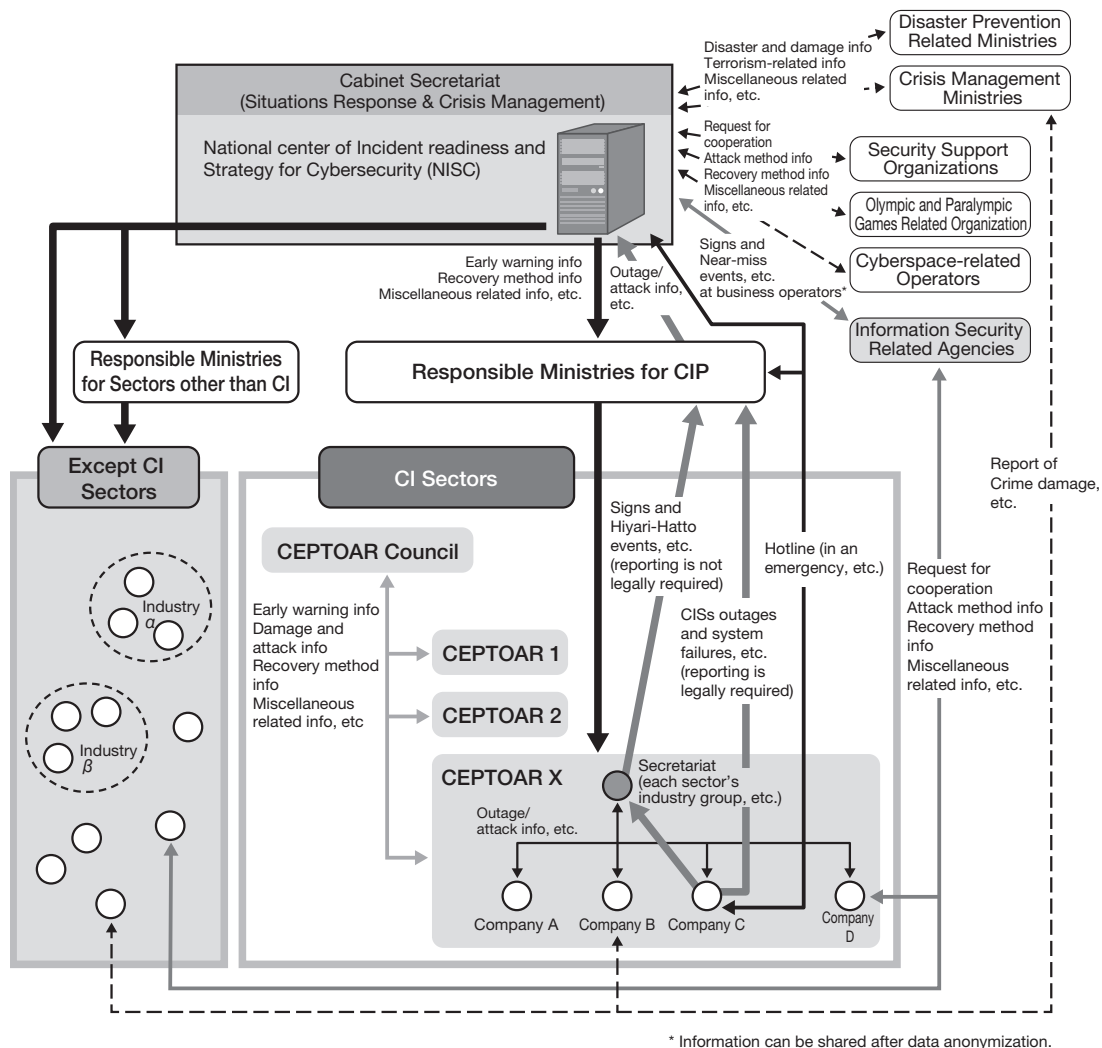 Disaster Prevention
Related Ministries
Disaster and damage info
Terrorism-related info
Miscellaneous related
info, etc.
Crisis Management
Ministries
Cabinet Secretariat
(Situations Response & Crisis Management)
National center of Incident readiness and
Strategy for Cybersecurity (NISC)
Request for
cooperation
Attack method info
Recovery method info
Miscellaneous related
info, etc.
Security Support
Organizations
Olympic and Paralympic
Games Related Organization
Cyberspace-related
Operators
Signs and
Near-miss
events, etc.
at business operators*
Information Security
Related Agencies
Early warning info
Recovery method info
Miscellaneous related info, etc.
Outage/
attack info,
etc.
Responsible Ministries
for Sectors other than CI
Responsible Ministries for CIP
Except CI
Sectors
CI Sectors
Report of
Crime damage,
etc.
Signs and
Hiyari-Hatto
events, etc.
(reporting is not
legally required)
Hotline (in an
emergency, etc.)
CEPTOAR Council
Request for
cooperation
Attack method info
Recovery method
info
Miscellaneous
related info, etc.
Industry
α
Early warning info
Damage and
attack info
Recovery method
info
Miscellaneous
related info, etc
CISs outages
and system
failures, etc.
(reporting is
legally required)
CEPTOAR 1
CEPTOAR 2
Industry
β
CEPTOAR X
Secretariat
(each sector's
industry group, etc.)
Outage/
attack info, etc.
Company A
Company B
Company C
Company
D
* Information can be shared after data anonymization.